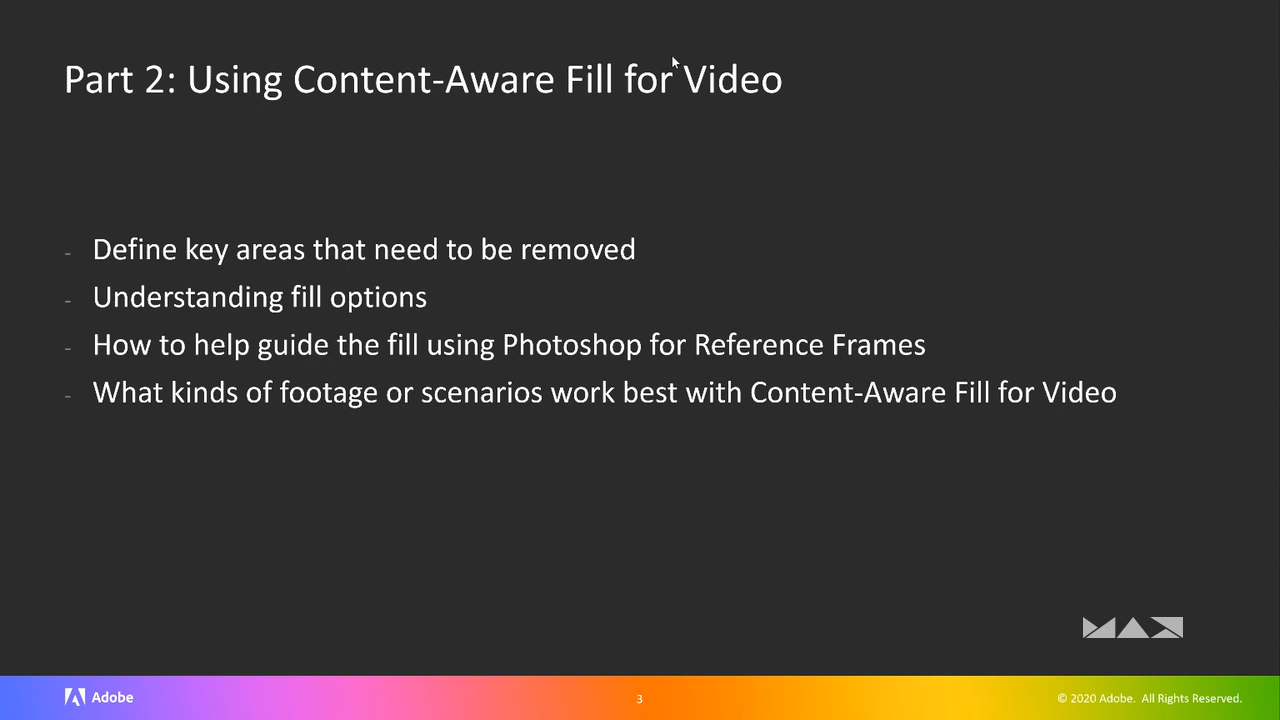 Part 2: Using Content-Aware Fill for Video
- Define key areas that need to be removed
- Understanding fill options
- How to help guide the fill using Photoshop for Reference Frames
- What kinds of footage or scenarios work best with Content-Aware Fill for Video
MAX
Adobe
3
© 2020 Adobe. All Rights Reserved.